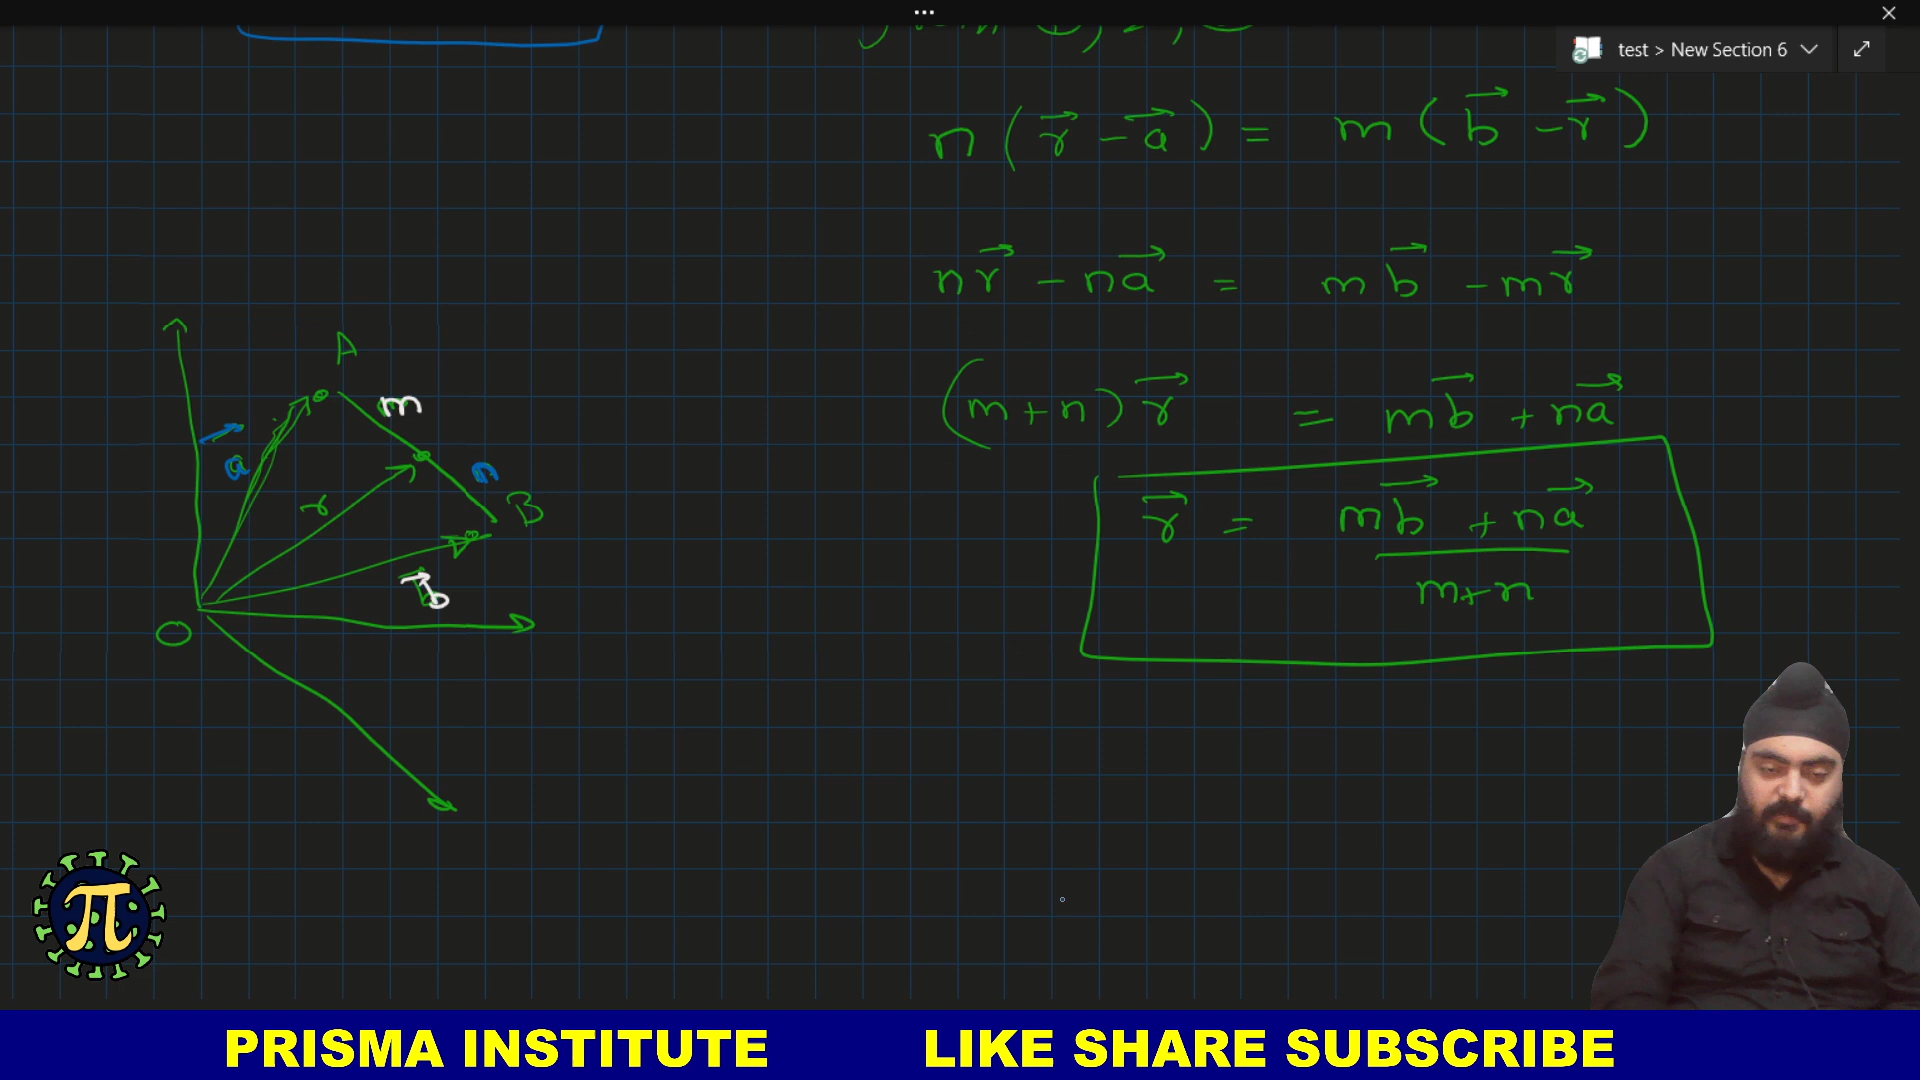 test > New Section 6
n(r⃗ - a⃗) = m(b⃗ - r⃗)
nr⃗ - na⃗ = mb⃗ - mr⃗
(m+n)r⃗ = mb⃗ + na⃗
r⃗ = mb⃗ + na⃗
m+n
A
m
a⃗
n
r
B
b⃗
O
π
PRISMA INSTITUTE LIKE SHARE SUBSCRIBE